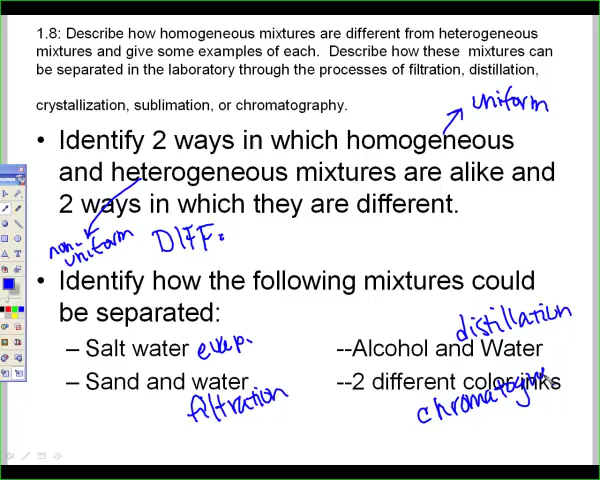 1.8: Describe how homogeneous mixtures are different from heterogeneous
mixtures and give some examples of each. Describe how these mixtures can
be separated in the laboratory through the processes of filtration, distillation,
crystallization, sublimation, or chromatography.
uniform
• Identify 2 ways in which homogeneous
and heterogeneous mixtures are alike and
2 ways in which they are different.
non-
uniform
DIFF.
• Identify how the following mixtures could
be separated:
distillation
– Salt water evap. --Alcohol and Water
– Sand and water --2 different color inks
filtration